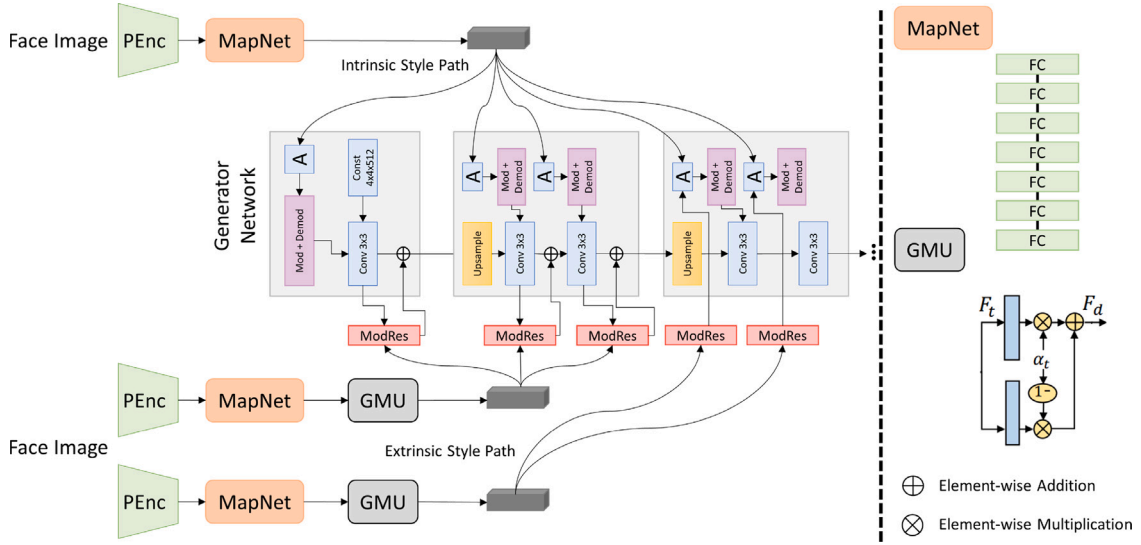 Face Image
PEnc
MapNet
Intrinsic Style Path
Generator
Network
A
Const
4x4x512
Mod + Demod
Conv 3x3
A
Mod +
Demod
A
Mod +
Demod
Upsample
Conv 3x3
Conv 3x3
A
Mod +
Demod
A
Mod +
Demod
Upsample
Conv 3x3
Conv 3x3
ModRes
ModRes
ModRes
ModRes
ModRes
Face Image
PEnc
MapNet
GMU
Extrinsic Style Path
PEnc
MapNet
GMU
MapNet
FC
FC
FC
FC
FC
FC
FC
GMU
F_t
F_d
α_t
1-
Element-wise Addition
Element-wise Multiplication